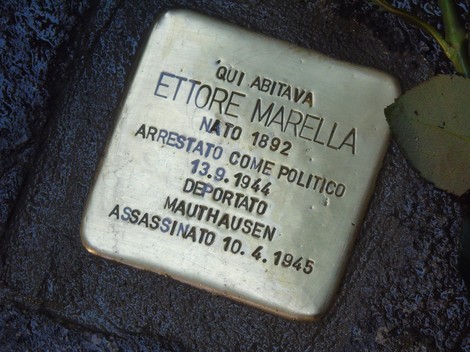 QUI ABITAVA
ETTORE MARELLA
NATO 1892
ARRESTATO COME POLITICO
13.9.1944
DEPORTATO
MAUTHAUSEN
ASSASSINATO 10.4.1945